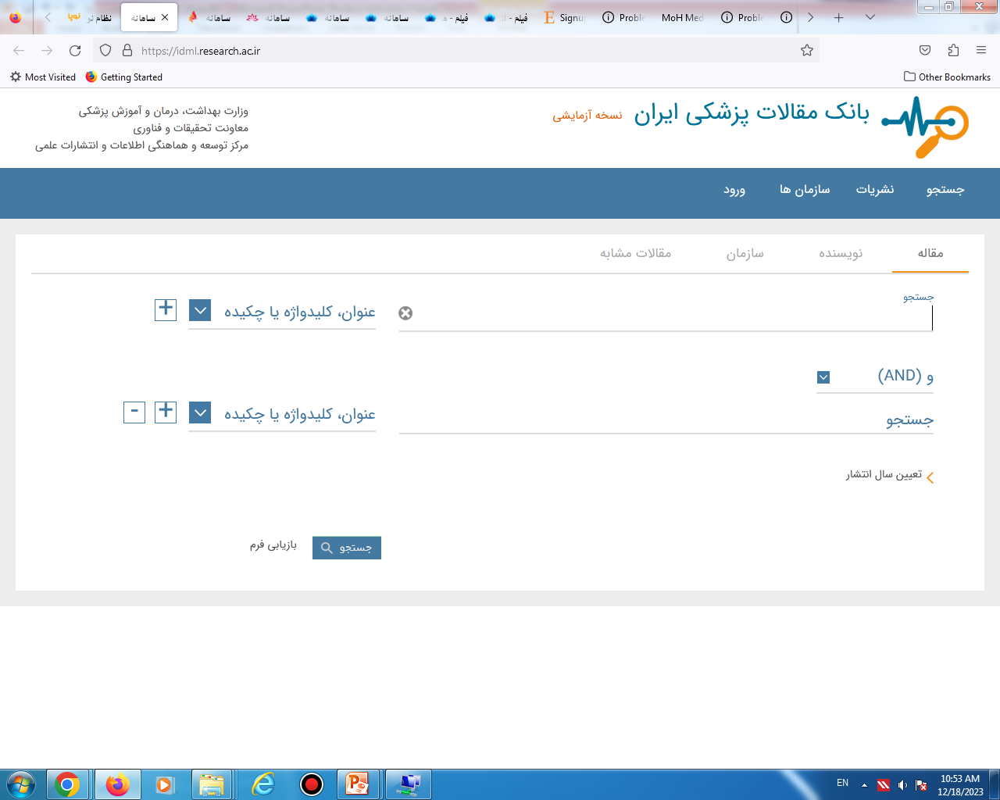 نظام نو
سامانه
سامانه
سامانه
سامانه
سامانه
فیلم - م
فیلم - ا
Signup
Proble
MoH Med
Proble
https://idml.research.ac.ir
Most Visited
Getting Started
Other Bookmarks
بانک مقالات پزشکی ایران نسخه آزمایشی
وزارت بهداشت، درمان و آموزش پزشکی
معاونت تحقیقات و فناوری
مرکز توسعه و هماهنگی اطلاعات و انتشارات علمی
جستجو نشریات سازمان ها ورود
مقاله نویسنده سازمان مقالات مشابه
جستجو
عنوان، کلیدواژه یا چکیده
و (AND)
جستجو عنوان، کلیدواژه یا چکیده
تعیین سال انتشار
جستجو بازیابی فرم
EN
10:53 AM
12/18/2023